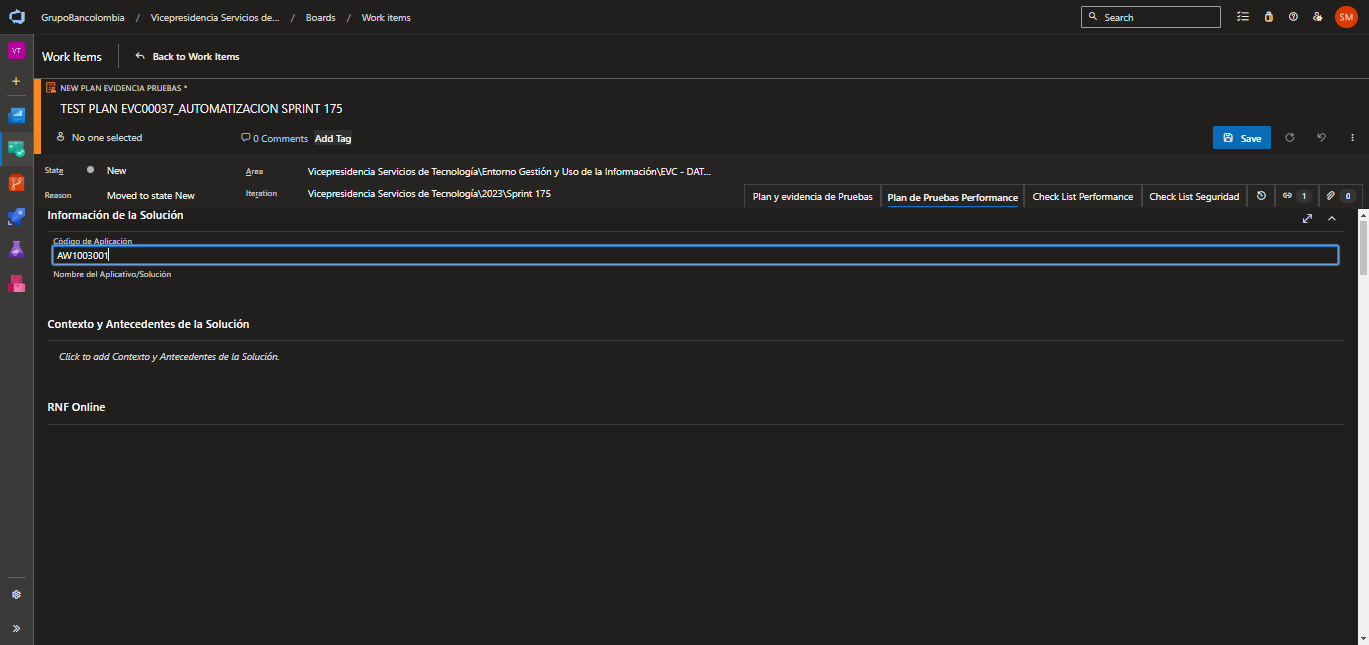 GrupoBancolombia / Vicepresidencia Servicios de... / Boards / Work items
Search
SM
VT
Work Items
Back to Work Items
NEW PLAN EVIDENCIA PRUEBAS *
TEST PLAN EVC00037_AUTOMATIZACION SPRINT 175
No one selected
0 Comments
Add Tag
Save
State
New
Area
Vicepresidencia Servicios de Tecnología\Entorno Gestión y Uso de la Información\EVC - DAT...
Reason
Moved to state New
Iteration
Vicepresidencia Servicios de Tecnología\2023\Sprint 175
Plan y evidencia de Pruebas
Plan de Pruebas Performance
Check List Performance
Check List Seguridad
1
0
Información de la Solución
Código de Aplicación
AW1003001
Nombre del Aplicativo/Solución
Contexto y Antecedentes de la Solución
Click to add Contexto y Antecedentes de la Solución.
RNF Online